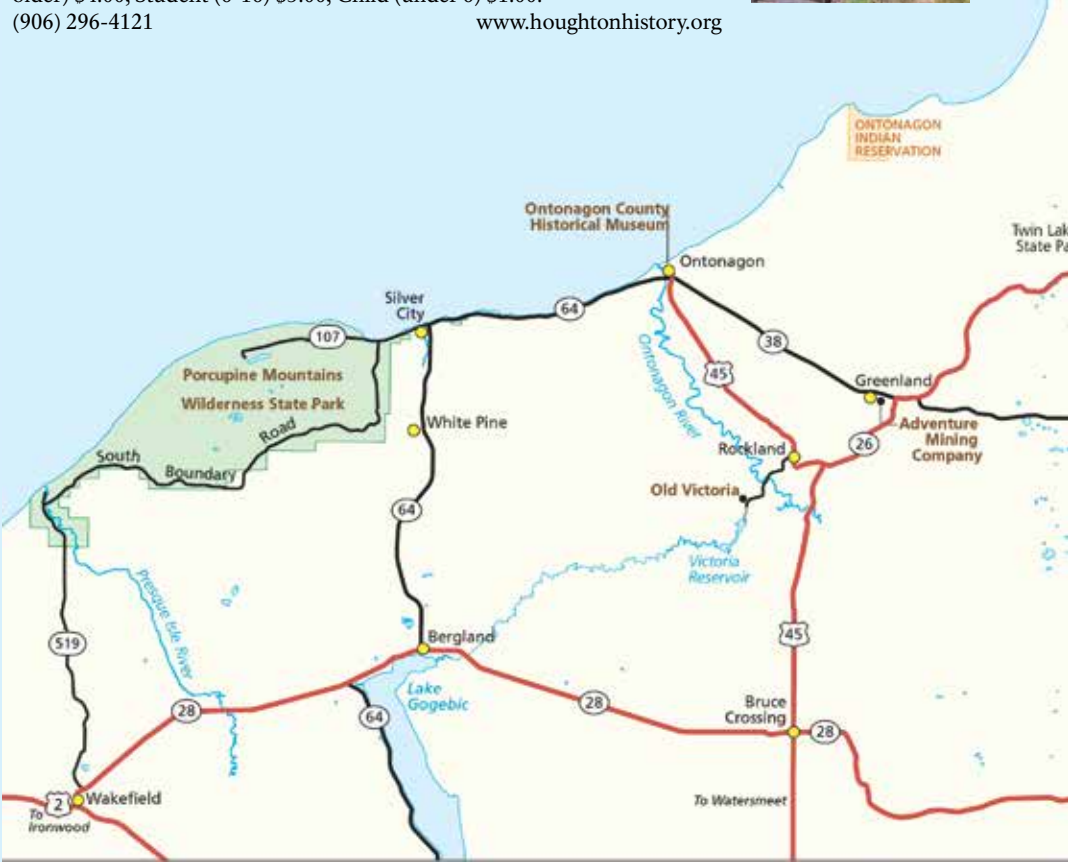 (906) 296-4121
www.houghtonhistory.org
ONTONAGON
INDIAN
RESERVATION
Ontonagon County
Historical Museum
Twin
State
Ontonagon
Silver
City
64
107
38
Porcupine Mountains
Wilderness State Park
45
Ontonagon River
Greenland
White Pine
Road
South
Boundary
Rockland
26
Adventure
Mining
Company
Old Victoria
64
Victoria
Reservoir
Presque Isle River
519
Bergland
45
Lake
Gogebic
28
64
28
Bruce
Crossing
28
2
Wakefield
To
Ironwood
To Watersmeet